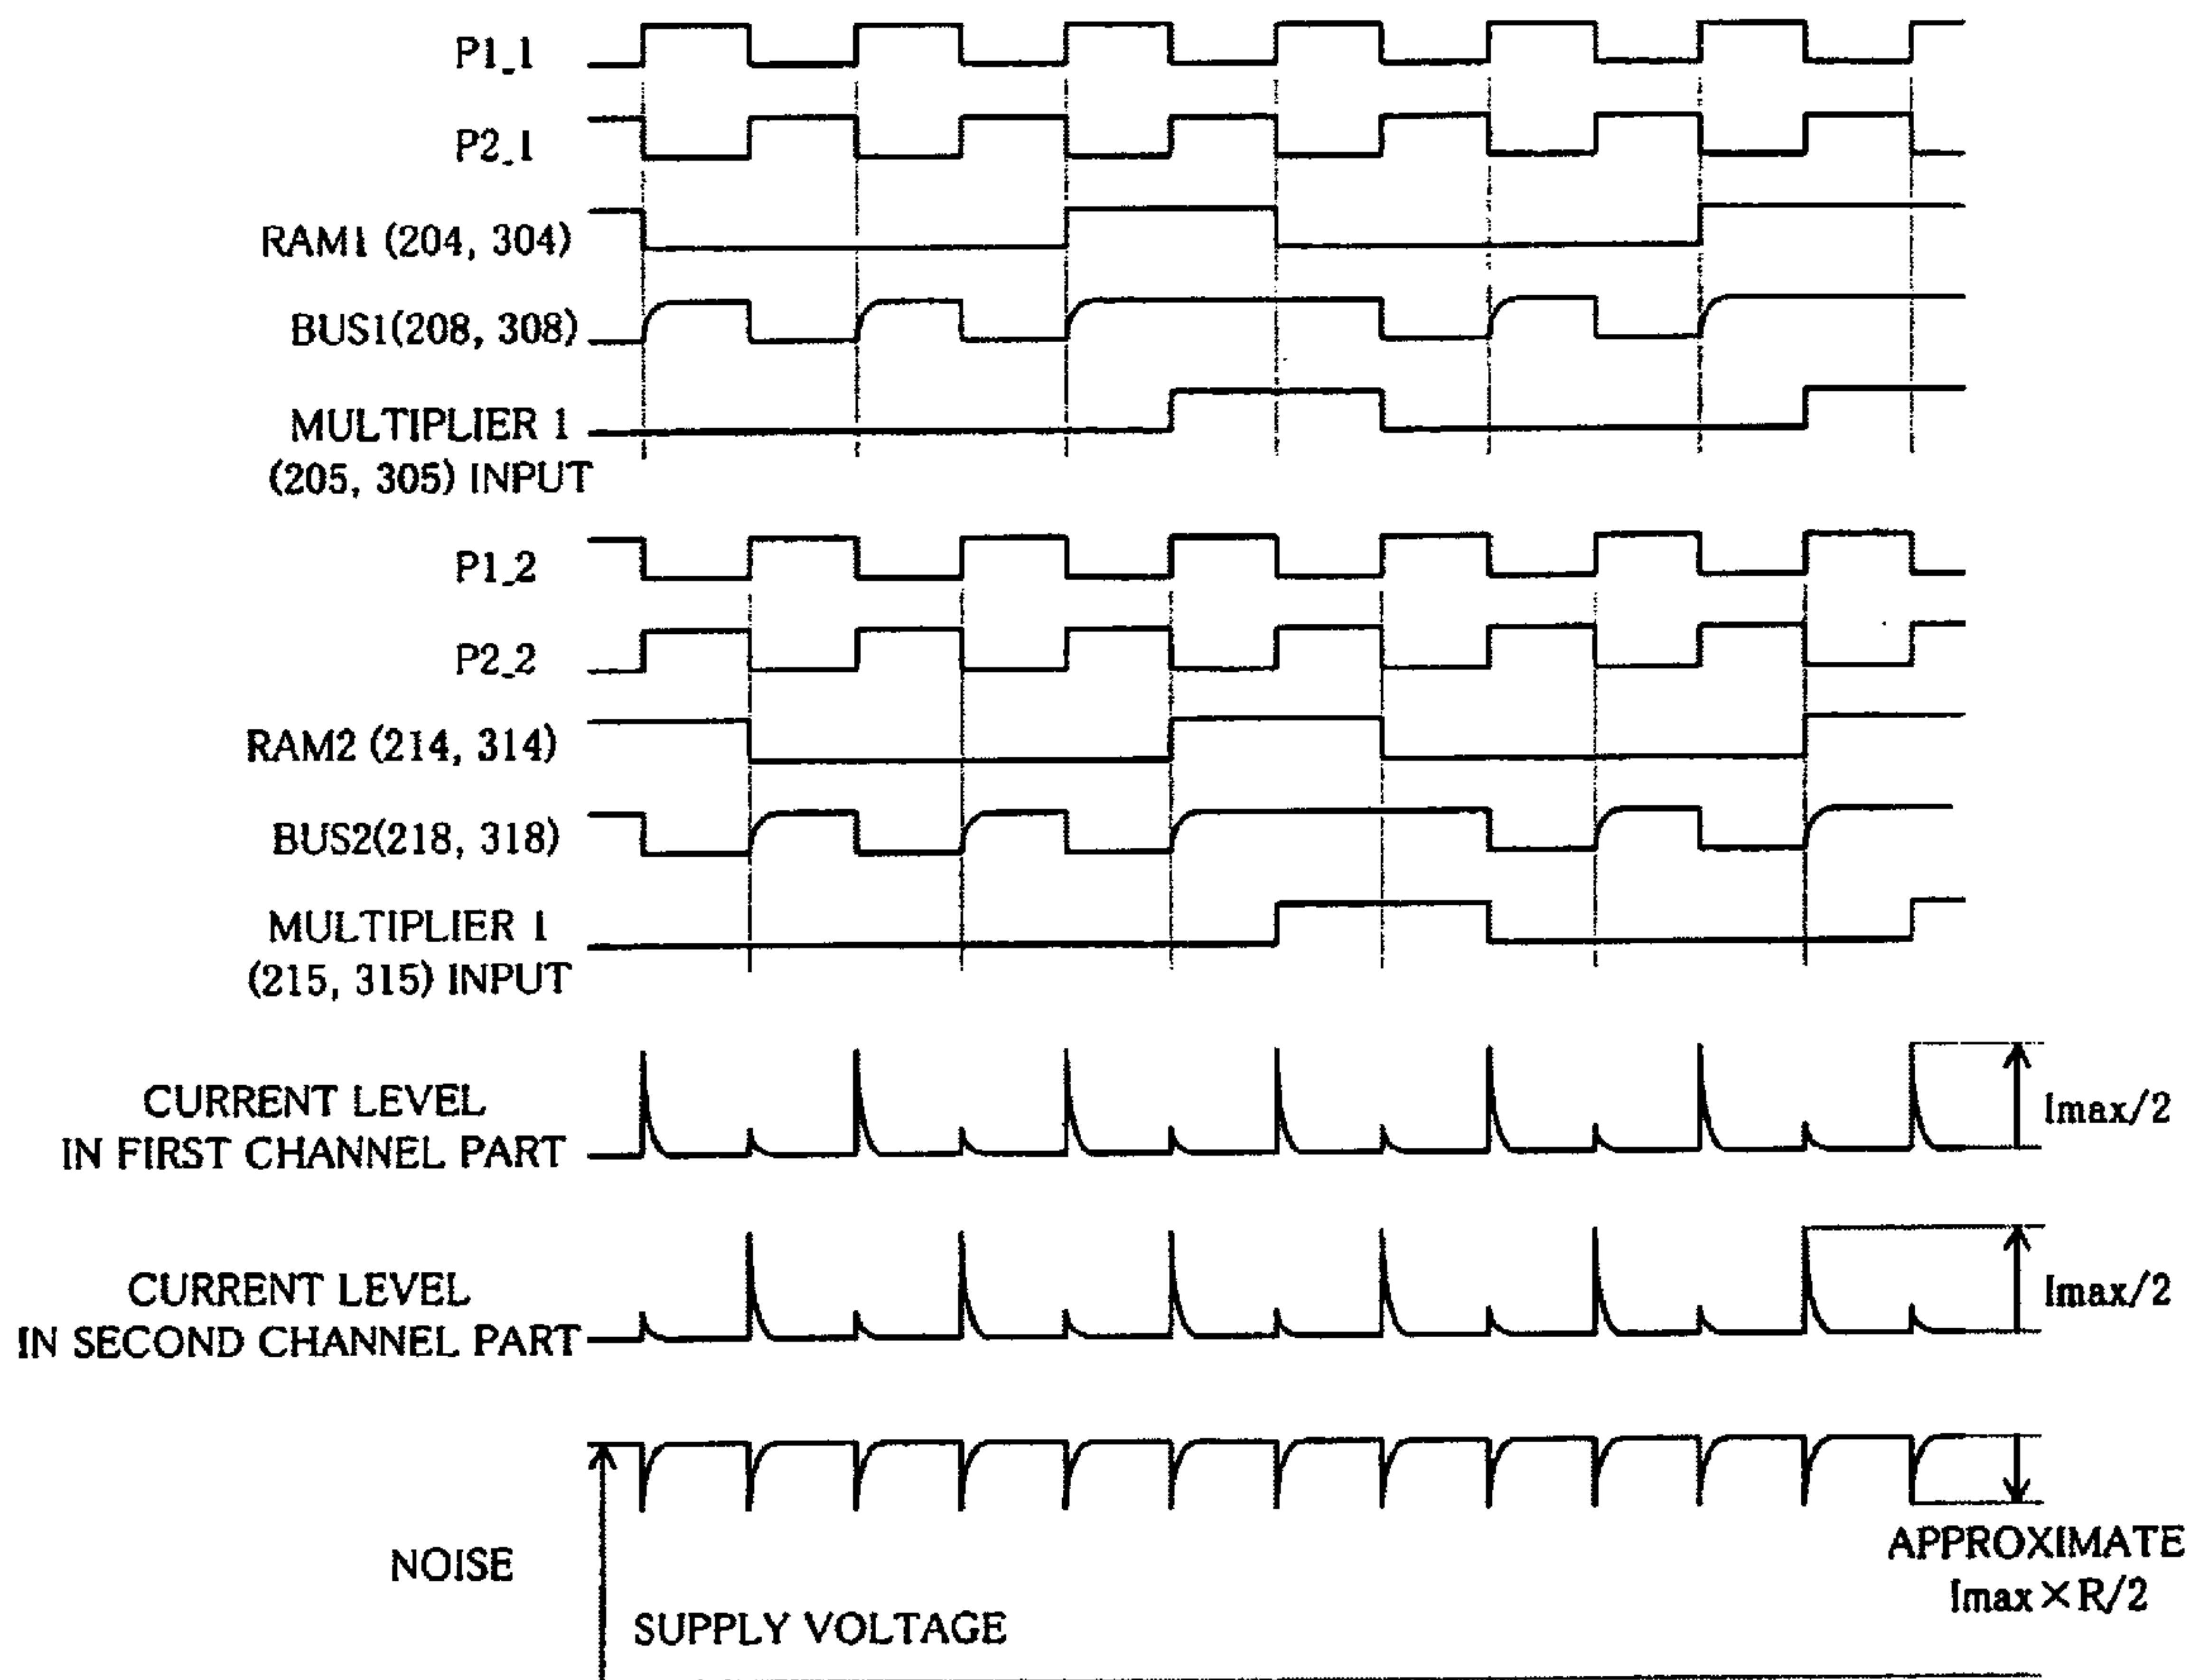 P1_1
P2_1
RAM1 (204, 304)
BUS1(208, 308)
MULTIPLIER 1
(205, 305) INPUT
P1_2
P2_2
RAM2 (214, 314)
BUS2(218, 318)
MULTIPLIER 1
(215, 315) INPUT
CURRENT LEVEL
IN FIRST CHANNEL PART
Imax/2
CURRENT LEVEL
IN SECOND CHANNEL PART
Imax/2
NOISE
SUPPLY VOLTAGE
APPROXIMATE
Imax×R/2